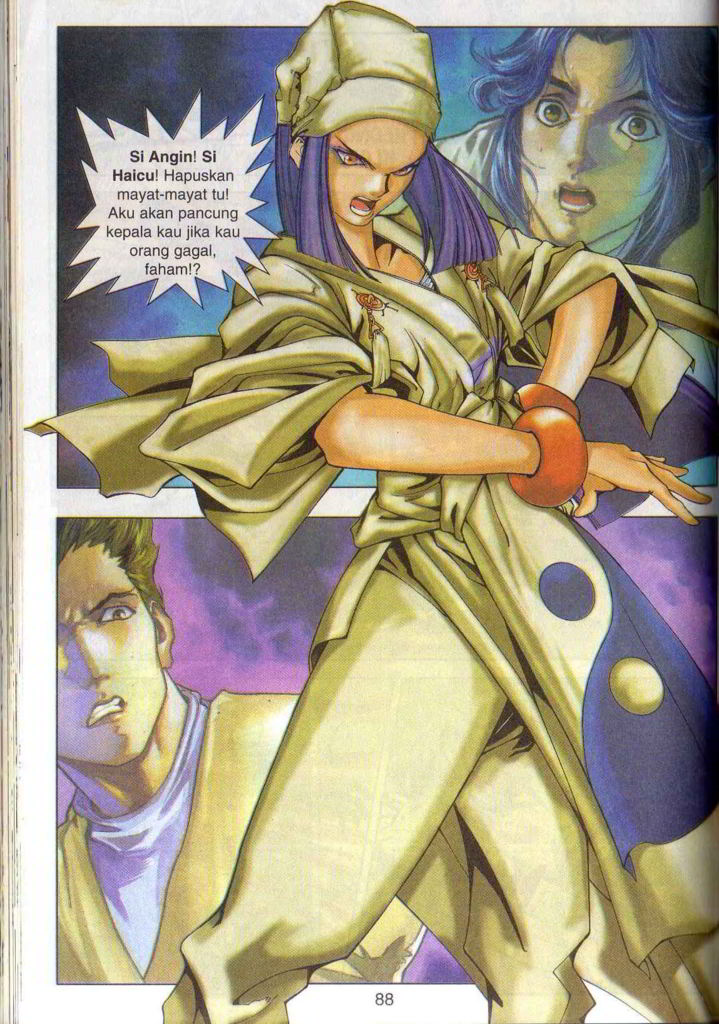 Si Angin! Si
Haicu! Hapuskan
mayat-mayat tu!
Aku akan pancung
kepala kau jika kau
orang gagal,
faham!?
88